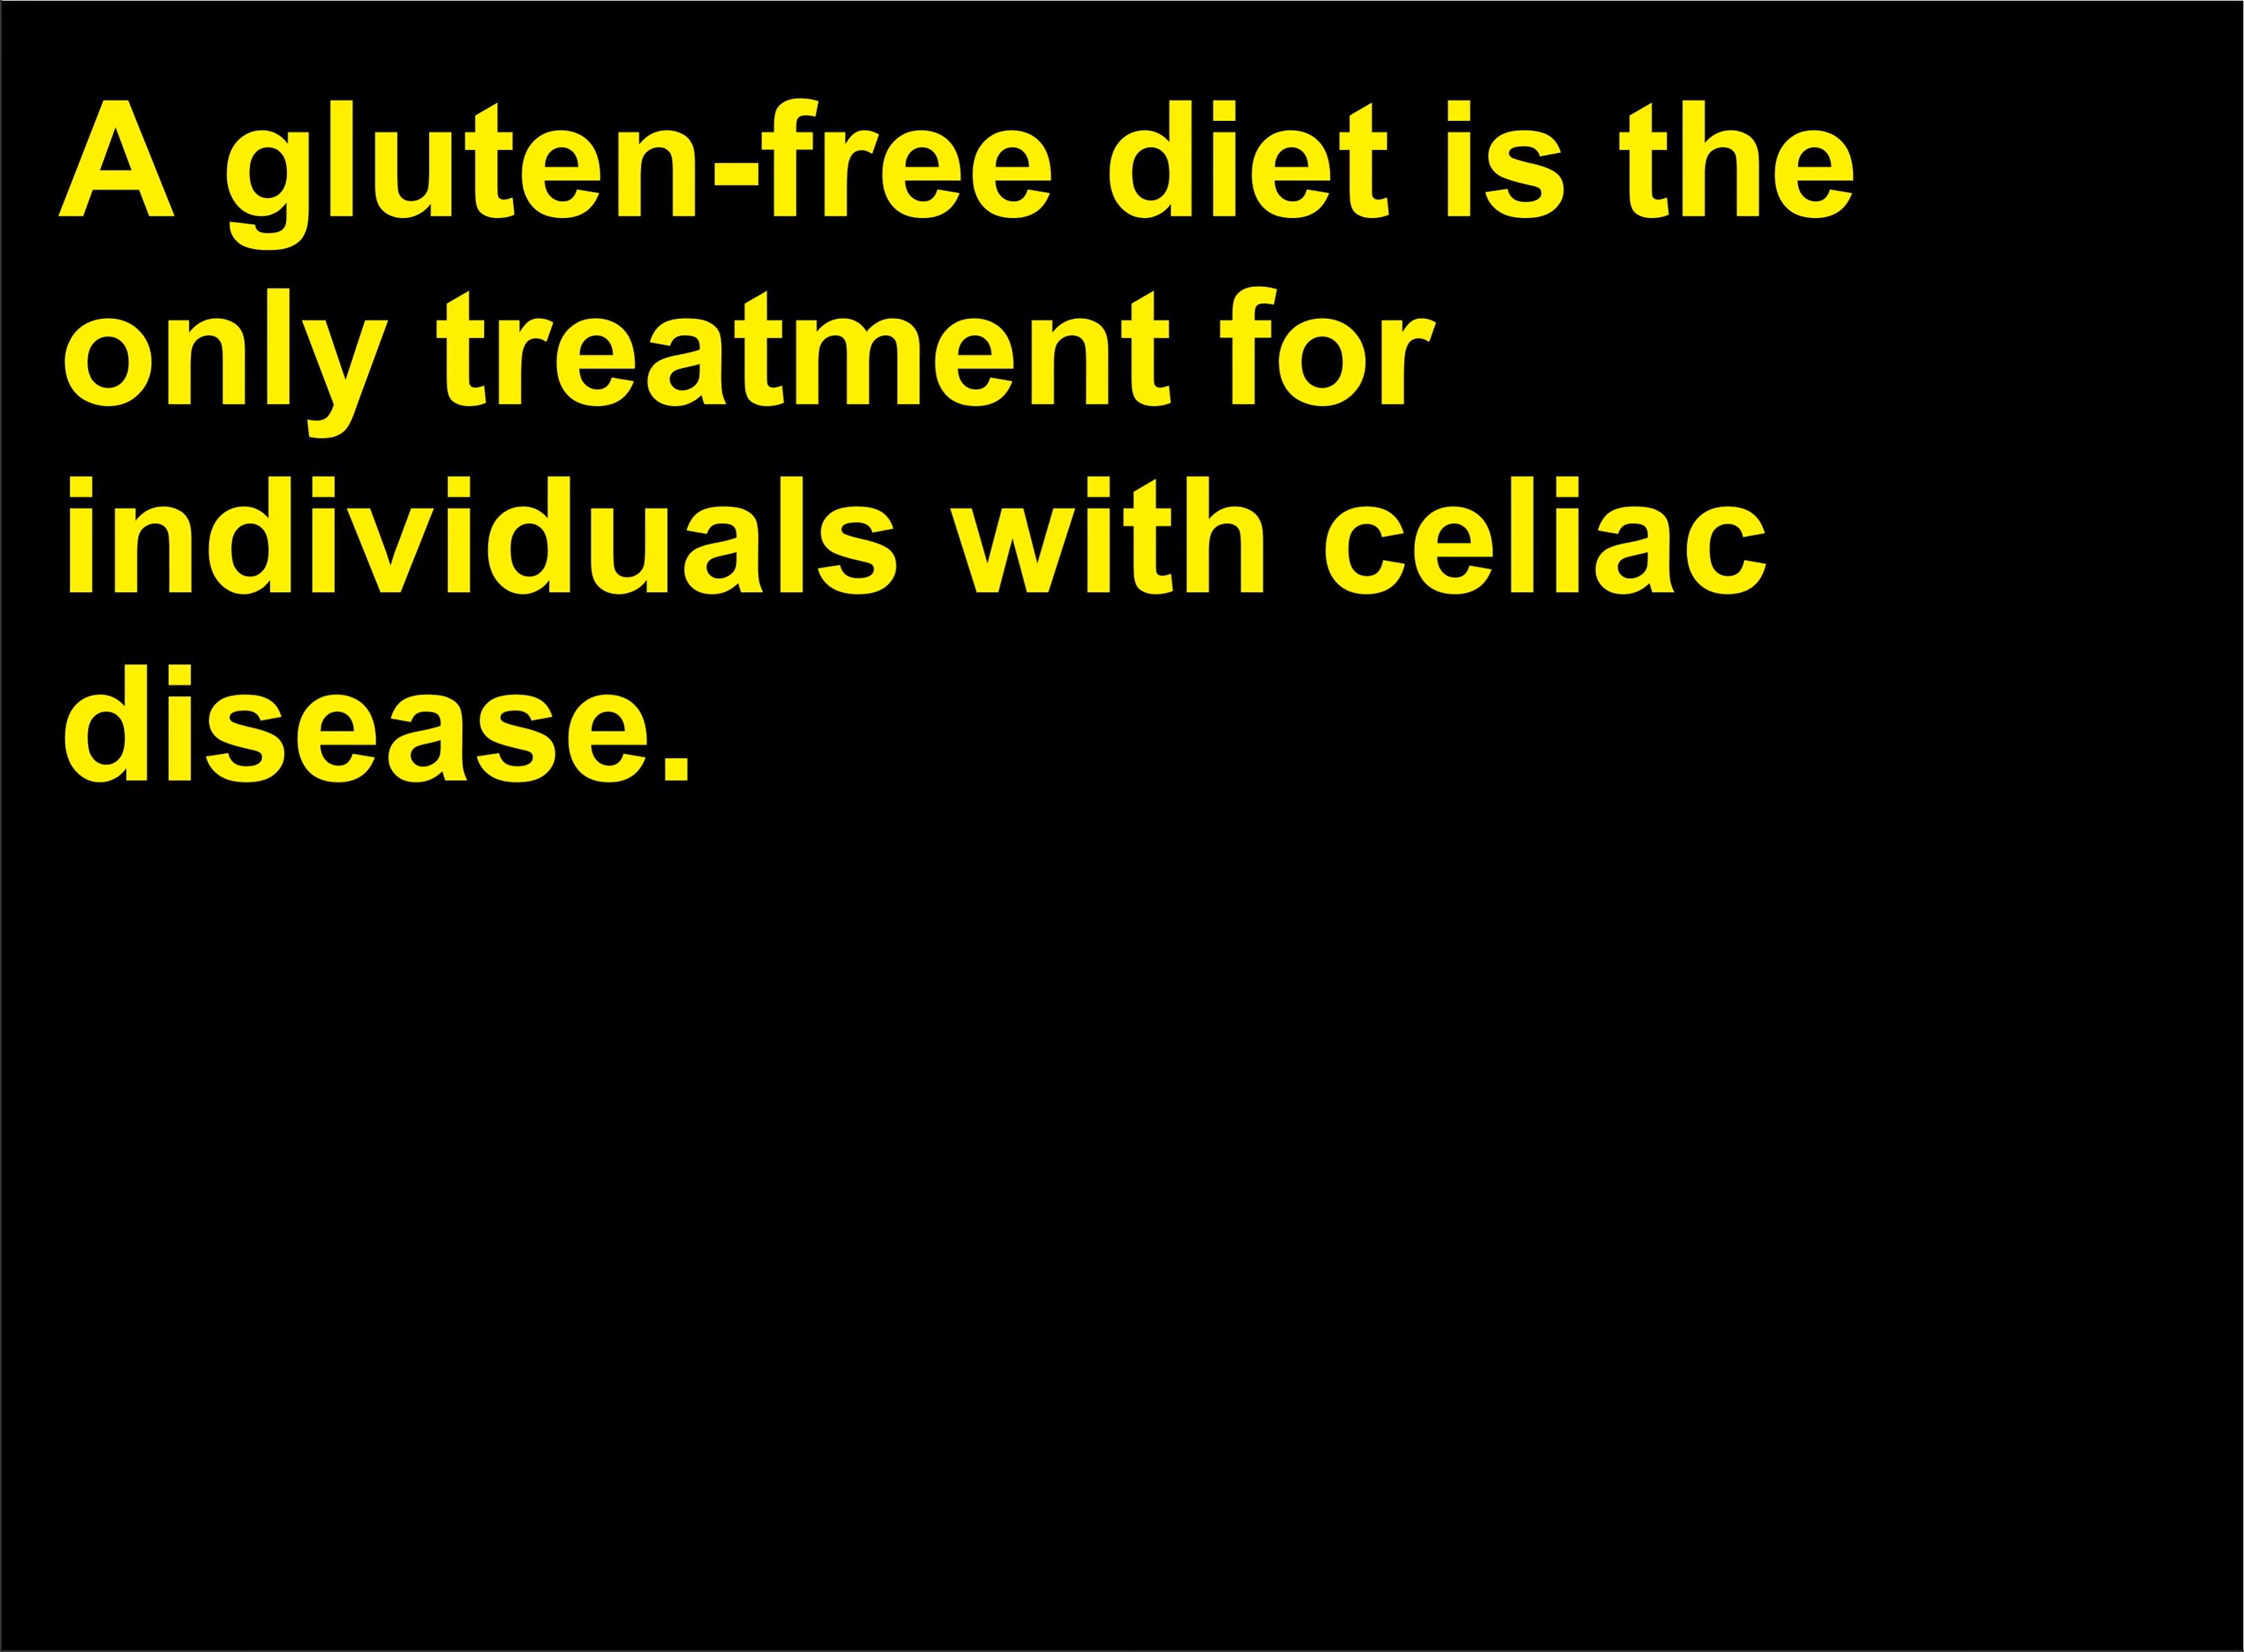 A gluten-free diet is the
only treatment for
individuals with celiac
disease.